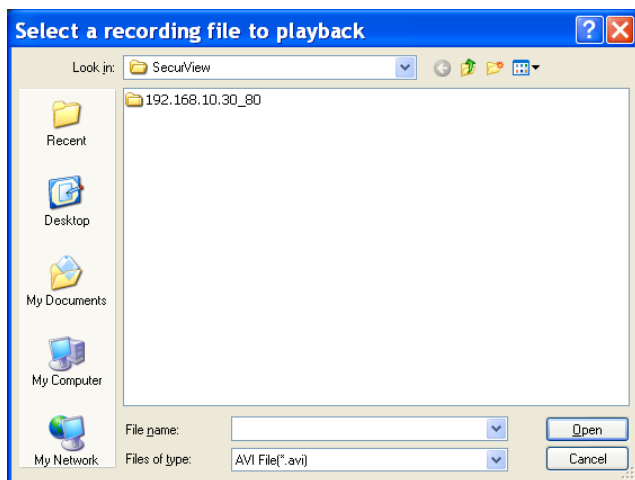 Select a recording file to playback
Look in:
SecurView
192.168.10.30_80
Recent
Desktop
My Documents
My Computer
My Network
File name:
Open
Files of type:
AVI File(*.avi)
Cancel